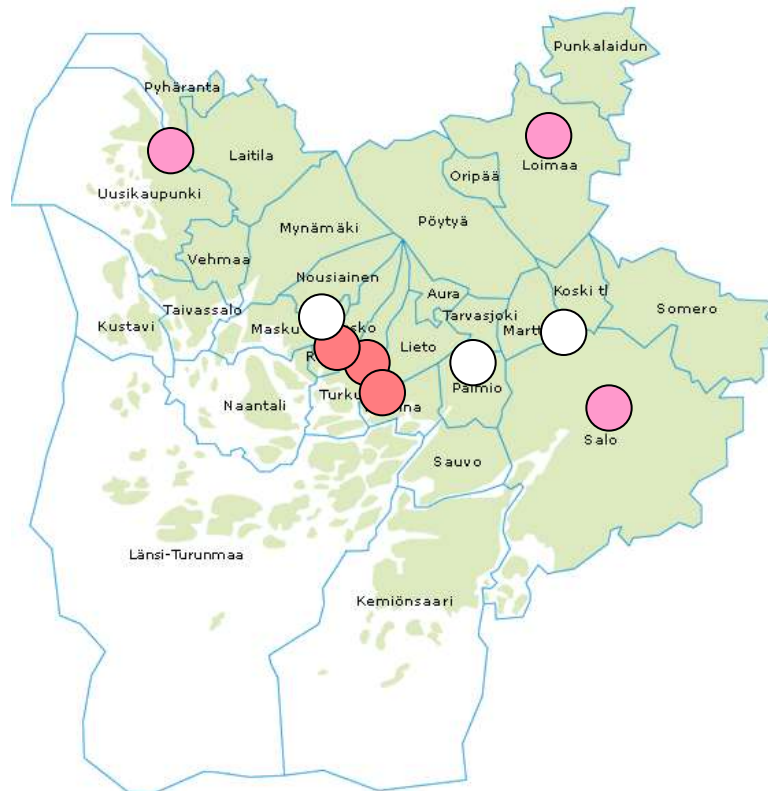 Punkalaidun
Pyhäranta
Laitila
Loimaa
Oripää
Uusikaupunki
Pöytyä
Mynämäki
Vehmaa
Nousiainen
Koski tl
Aura
Taivassalo
Somero
Tarvasjoki
Kustavi
Masku
Lieto
Salo
Naantali
Paimio
Sauvo
Länsi-Turunmaa
Kemiönsaari